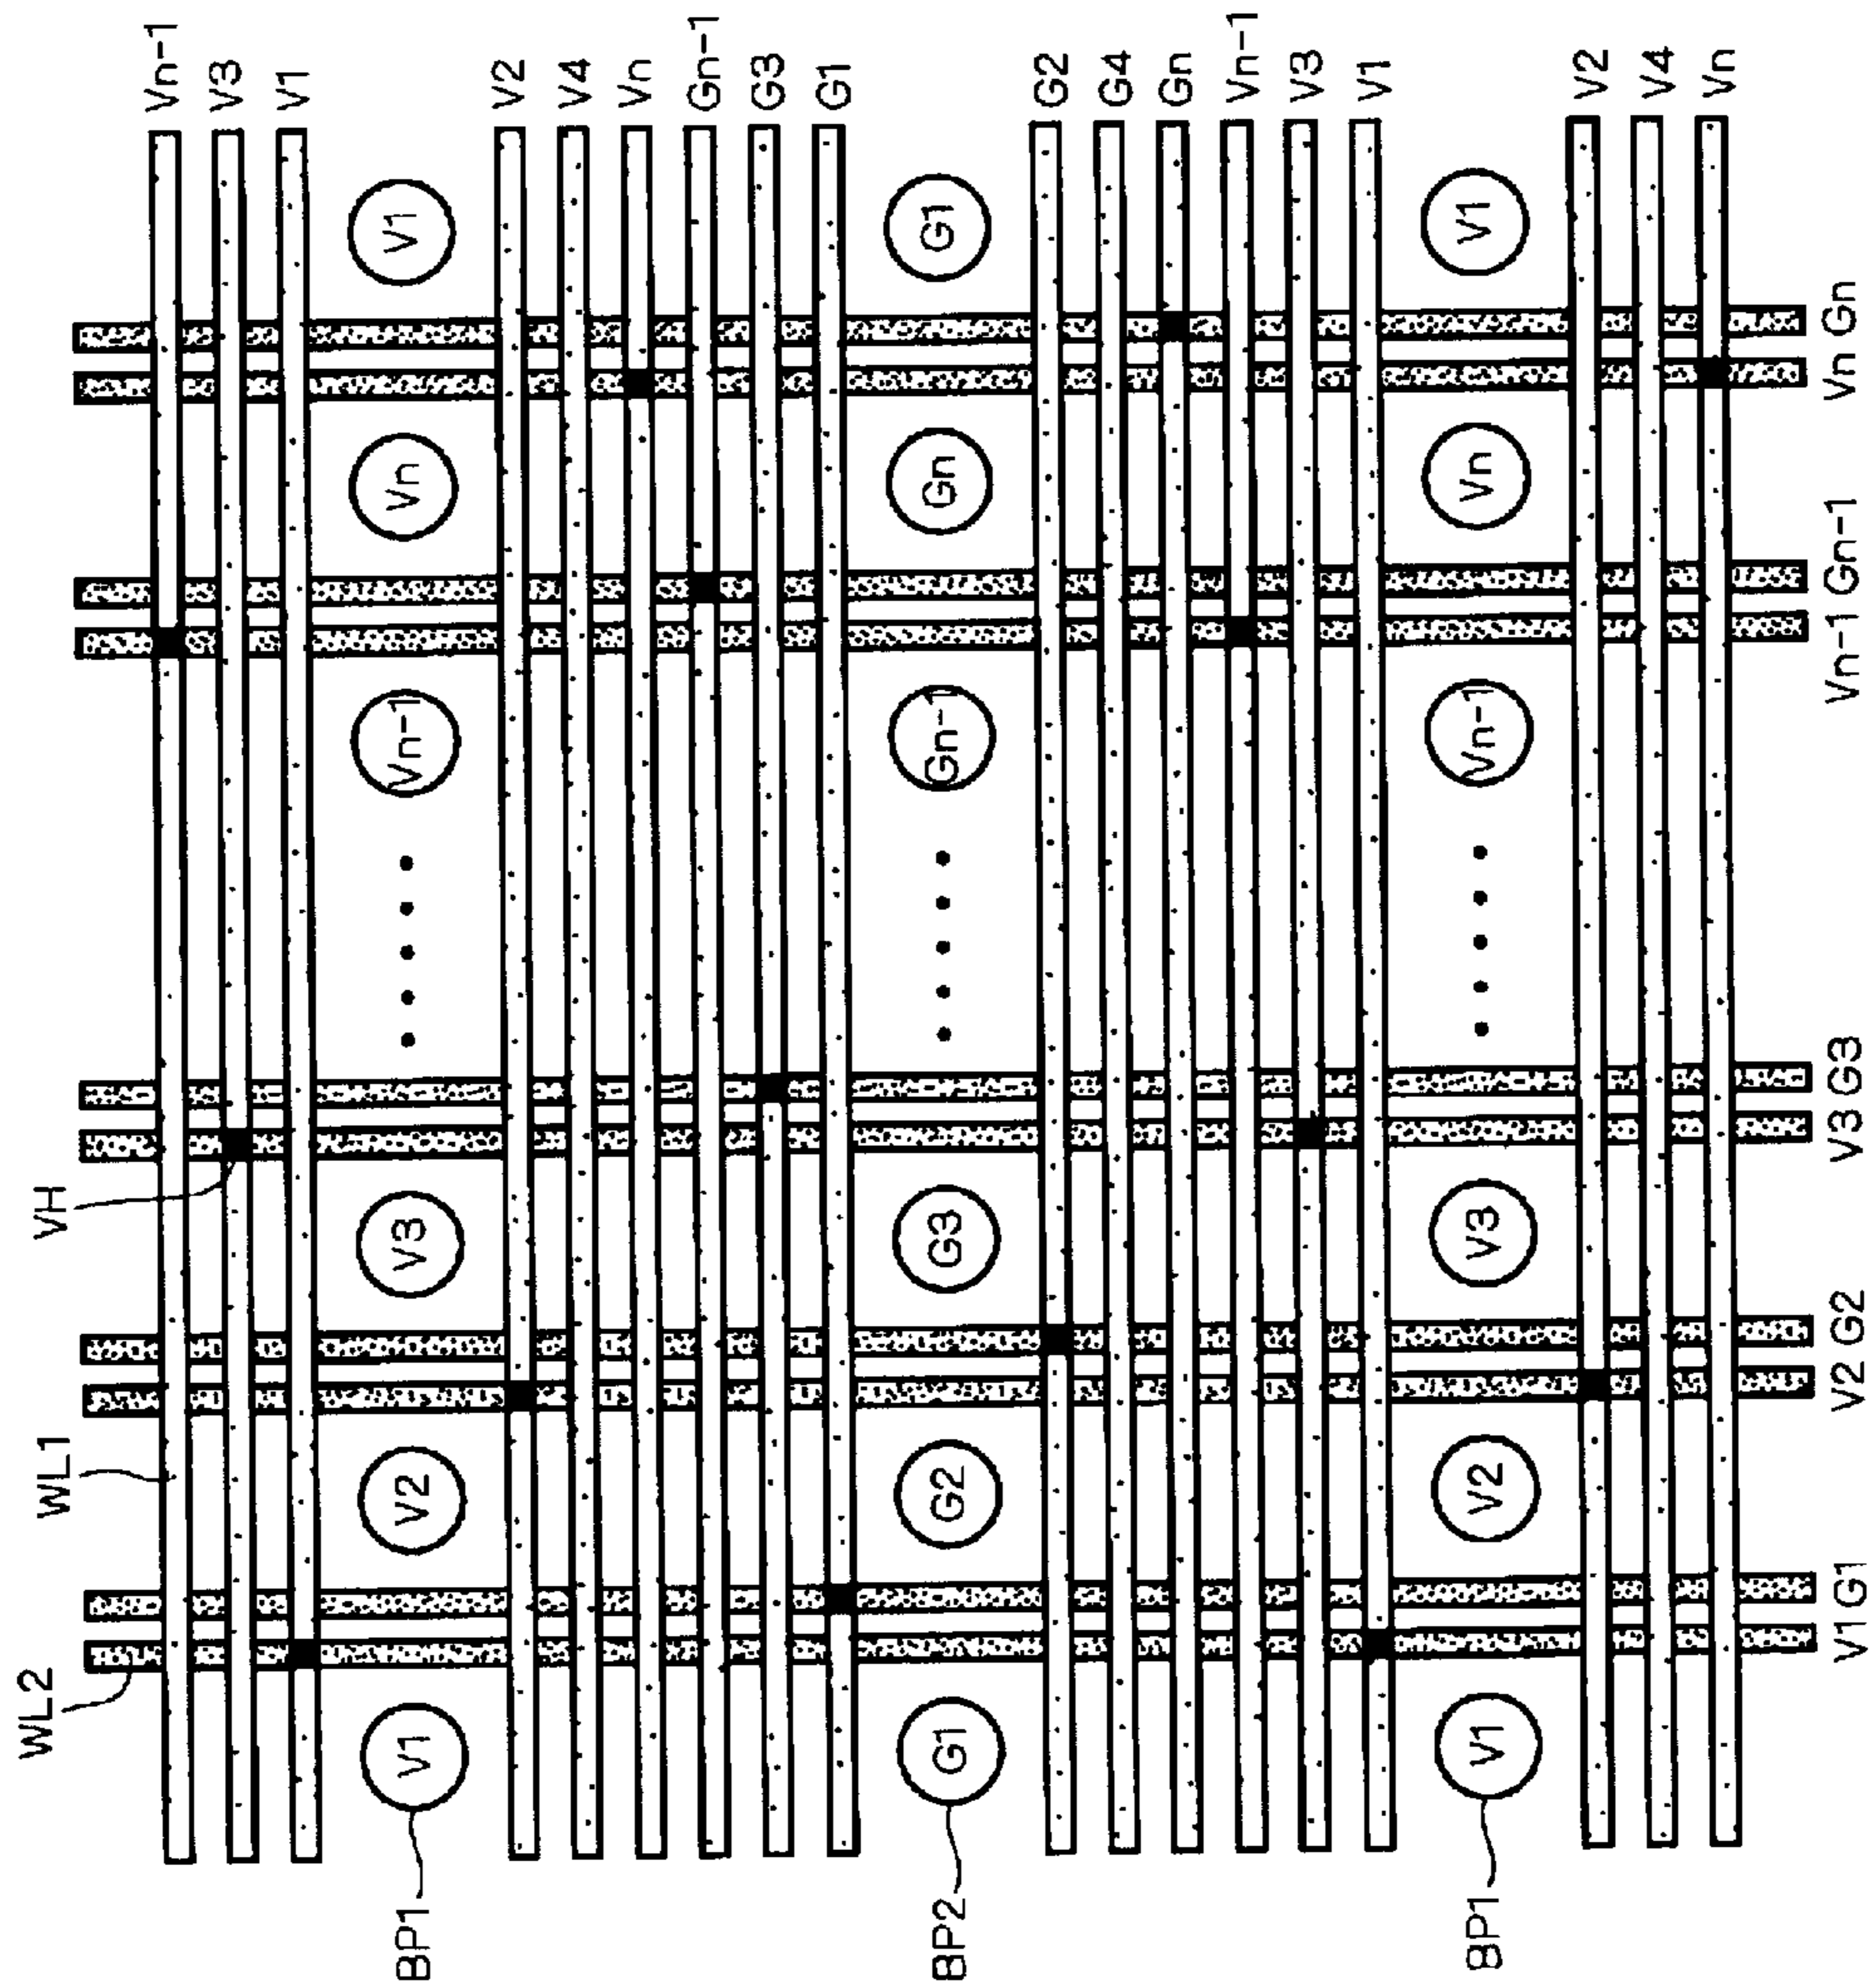 WL2 WL1 VH
Vn-1
V3
V1
BP1 V1 V2 V3 ····· Vn-1 Vn V1
V2
V4
Vn
Gn-1
G3
G1
BP2 G1 G2 G3 ····· Gn-1 Gn G1
G2
G4
Gn
Vn-1
V3
V1
BP1 V1 V2 V3 ····· Vn-1 Vn V1
V2
V4
Vn
V1 G1 V2 G2 V3 G3 Vn-1 Gn-1 Vn Gn